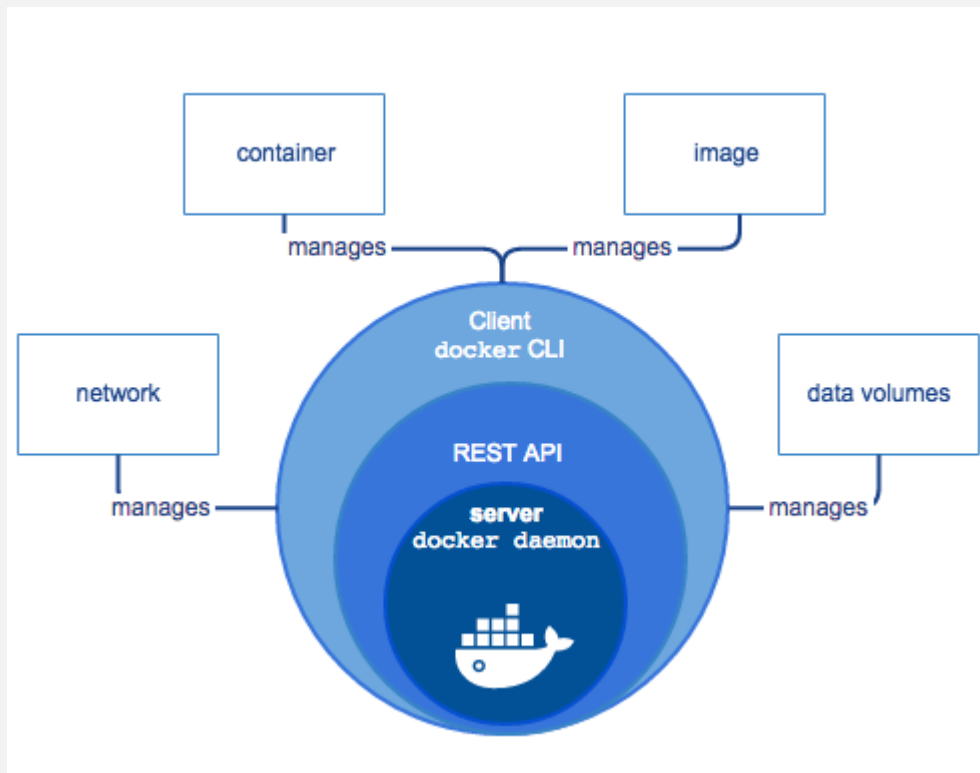 container
image
manages
manages
Client
docker CLI
network
data volumes
REST API
manages
manages
server
docker daemon